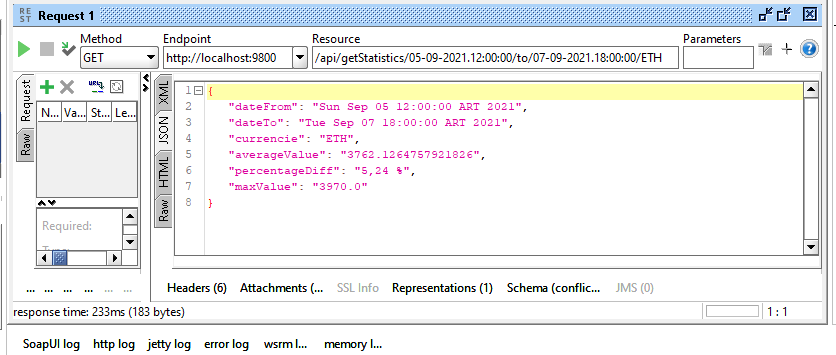 RE ST Request 1
Method Endpoint Resource Parameters
GET http://localhost:9800 /api/getStatistics/05-09-2021.12:00:00/to/07-09-2021.18:00:00/ETH
Request
Raw
N... Va... St... Le...
Required:
XML
JSON
HTML
Raw
1 {
2 "dateFrom": "Sun Sep 05 12:00:00 ART 2021",
3 "dateTo": "Tue Sep 07 18:00:00 ART 2021",
4 "currencie": "ETH",
5 "averageValue": "3762.1264757921826",
6 "percentageDiff": "5,24 %",
7 "maxValue": "3970.0"
8 }
... ... ... ... ... ...
Headers (6) Attachments (... SSL Info Representations (1) Schema (conflic... JMS (0)
response time: 233ms (183 bytes) 1 : 1
SoapUI log http log jetty log error log wsrm l... memory l...